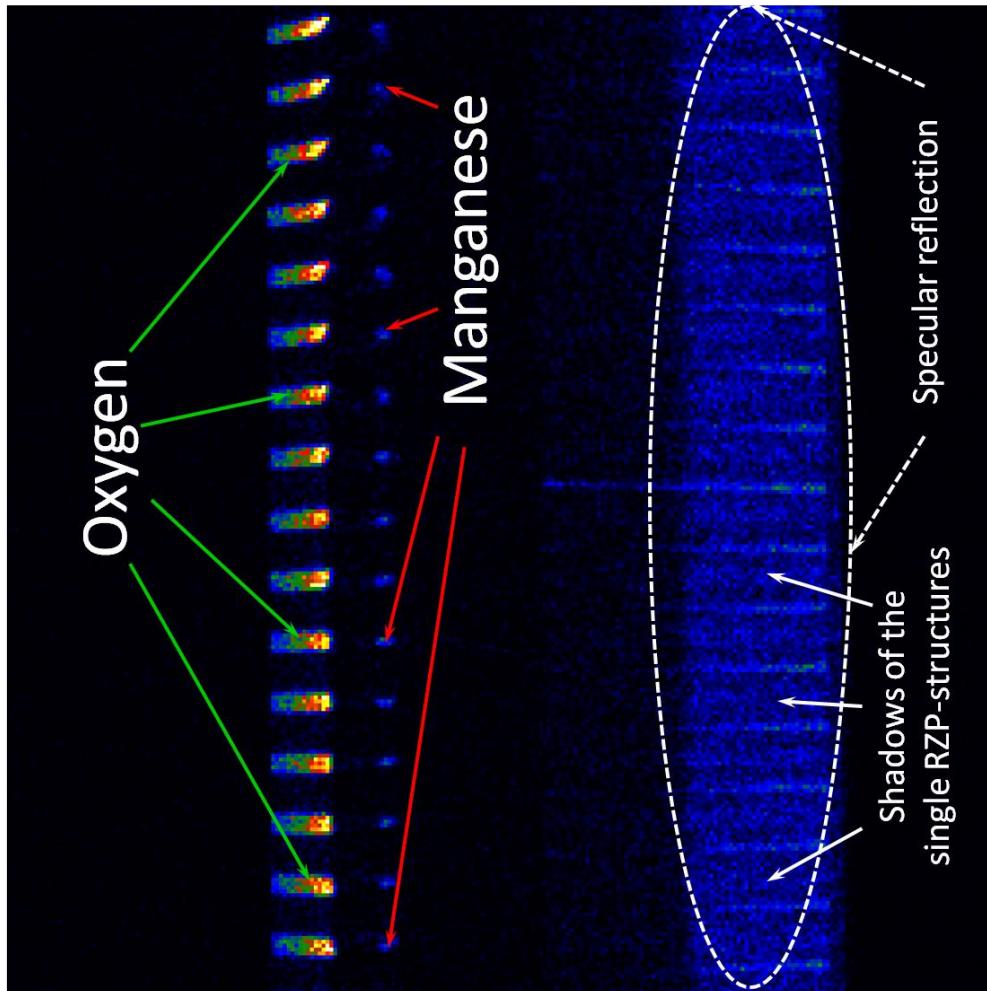 Oxygen
Manganese
Specular reflection
Shadows of the
single RZP-structures